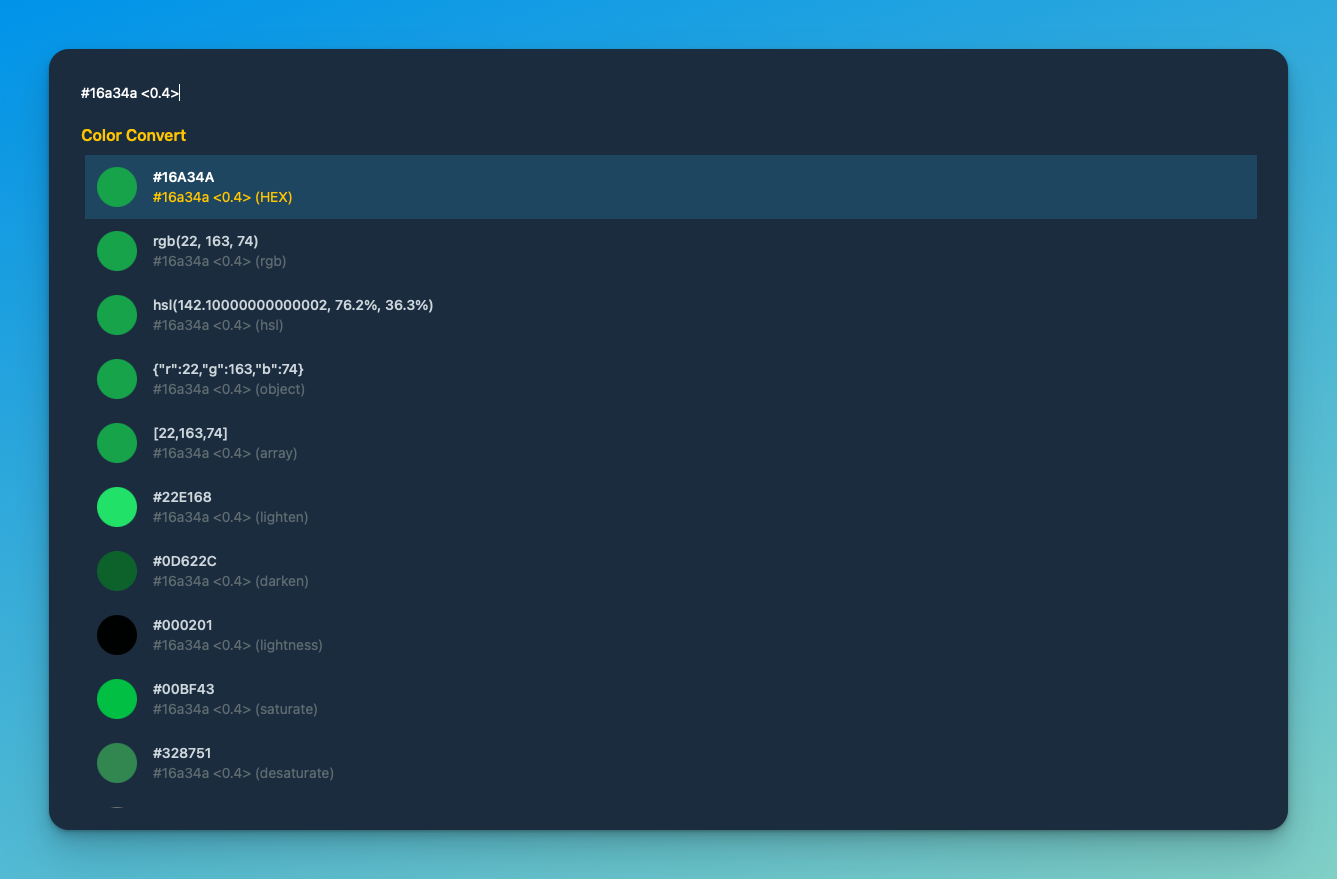 #16a34a <0.4>
Color Convert
#16A34A
#16a34a <0.4> (HEX)
rgb(22, 163, 74)
#16a34a <0.4> (rgb)
hsl(142.10000000000002, 76.2%, 36.3%)
#16a34a <0.4> (hsl)
{"r":22,"g":163,"b":74}
#16a34a <0.4> (object)
[22,163,74]
#16a34a <0.4> (array)
#22E168
#16a34a <0.4> (lighten)
#0D622C
#16a34a <0.4> (darken)
#000201
#16a34a <0.4> (lightness)
#00BF43
#16a34a <0.4> (saturate)
#328751
#16a34a <0.4> (desaturate)